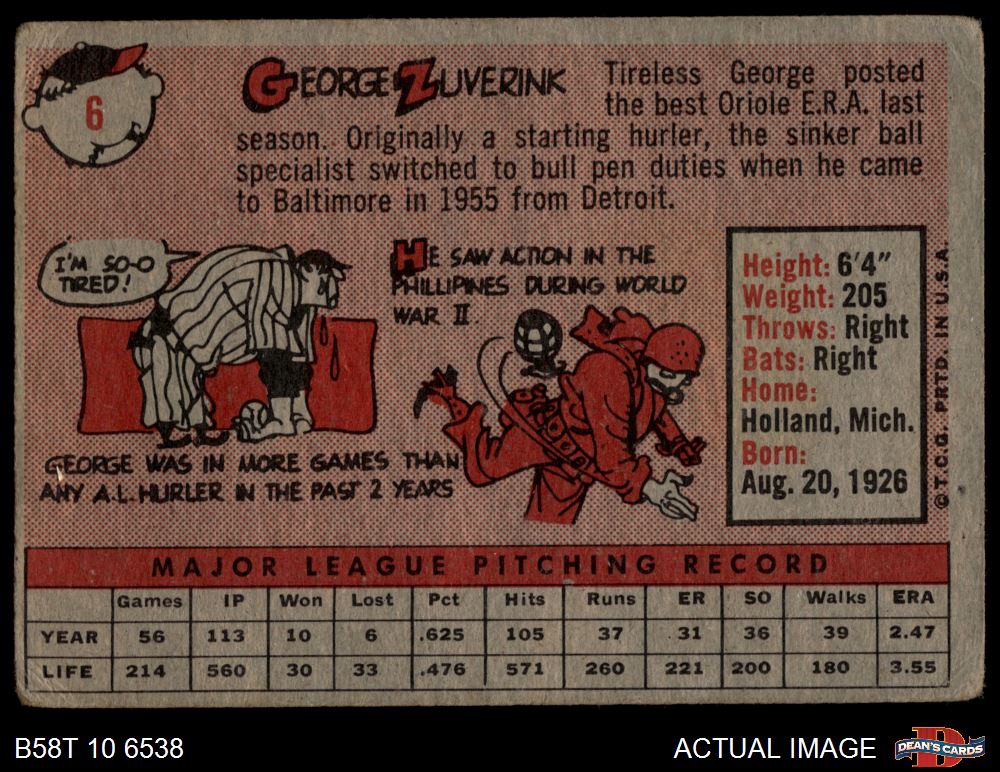 6
GEORGE ZUVERINK
Tireless George posted
the best Oriole E.R.A. last
season. Originally a starting hurler, the sinker ball
specialist switched to bull pen duties when he came
to Baltimore in 1955 from Detroit.
I'M SO-O
TIRED!
GEORGE WAS IN MORE GAMES THAN
ANY A.L. HURLER IN THE PAST 2 YEARS
HE SAW ACTION IN THE
PHILLIPINES DURING WORLD
WAR II
Height: 6'4"
Weight: 205
Throws: Right
Bats: Right
Home:
Holland, Mich.
Born:
Aug. 20, 1926
© T.C.G. PRTD. IN U.S.A.
MAJOR LEAGUE PITCHING RECORD
Games IP Won Lost Pct Hits Runs ER SO Walks ERA
YEAR 56 113 10 6 .625 105 37 31 36 39 2.47
LIFE 214 560 30 33 .476 571 260 221 200 180 3.55
B58T 10 6538
ACTUAL IMAGE
D
DEAN'S CARDS